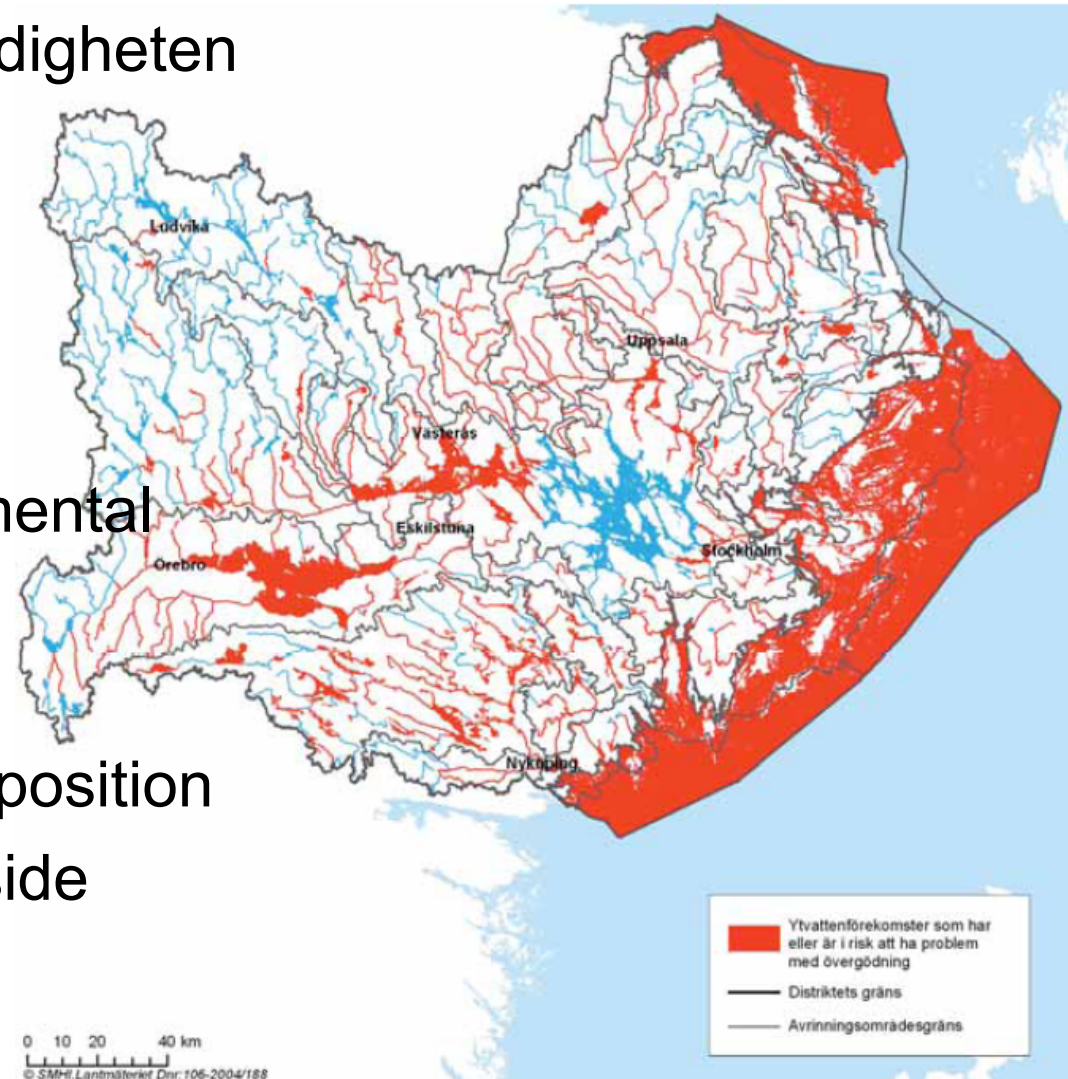 digheten
Ludvika
Uppsala
Västerås
mental
Eskilstuna
Stockholm
Örebro
Nyköping
position
side
Ytvattenförekomster som har
eller är i risk att ha problem
med övergödning
Distriktets gräns
Avrinningsområdesgräns
0 10 20 40 km
© SMHI.Lantmäteriet Dnr:106-2004/188